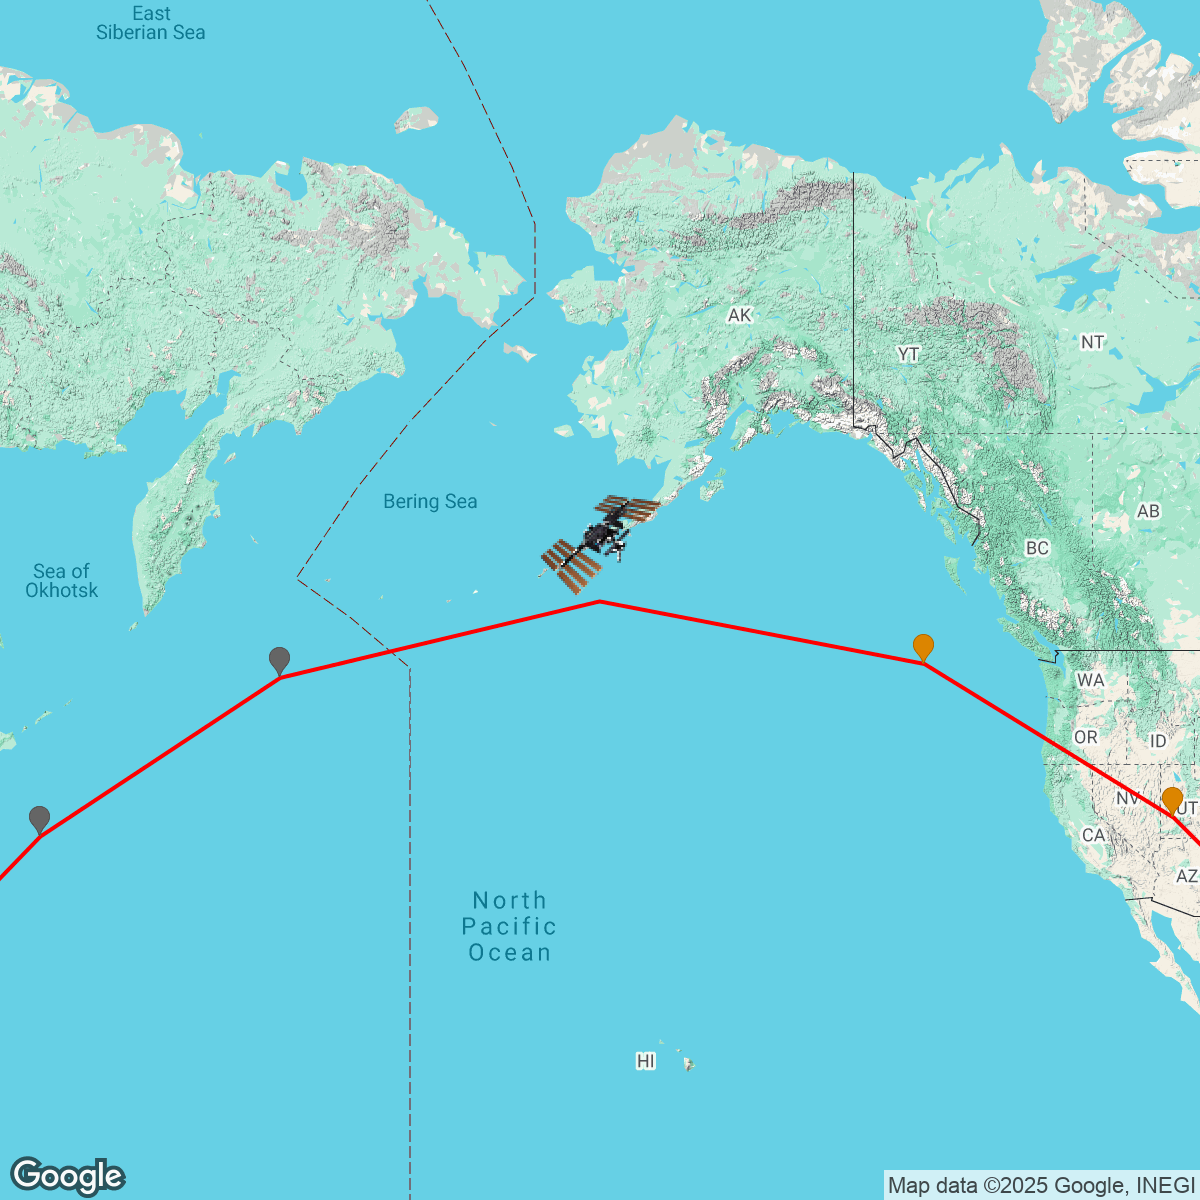 East
Siberian Sea
AK
YT
NT
Bering Sea
AB
BC
Sea of
Okhotsk
WA
OR
ID
NV
UT
CA
AZ
North
Pacific
Ocean
HI
Google
Map data ©2025 Google, INEGI